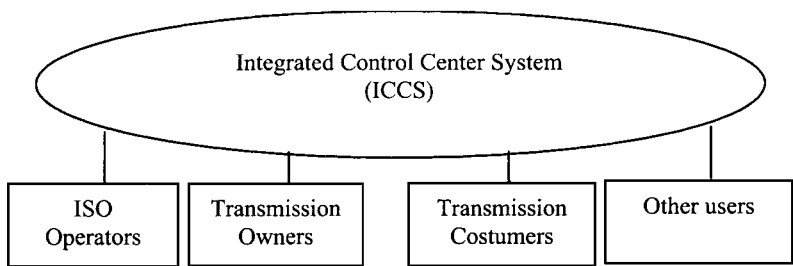 Integrated Control Center System
(ICCS)
ISO
Operators
Transmission
Owners
Transmission
Costumers
Other users